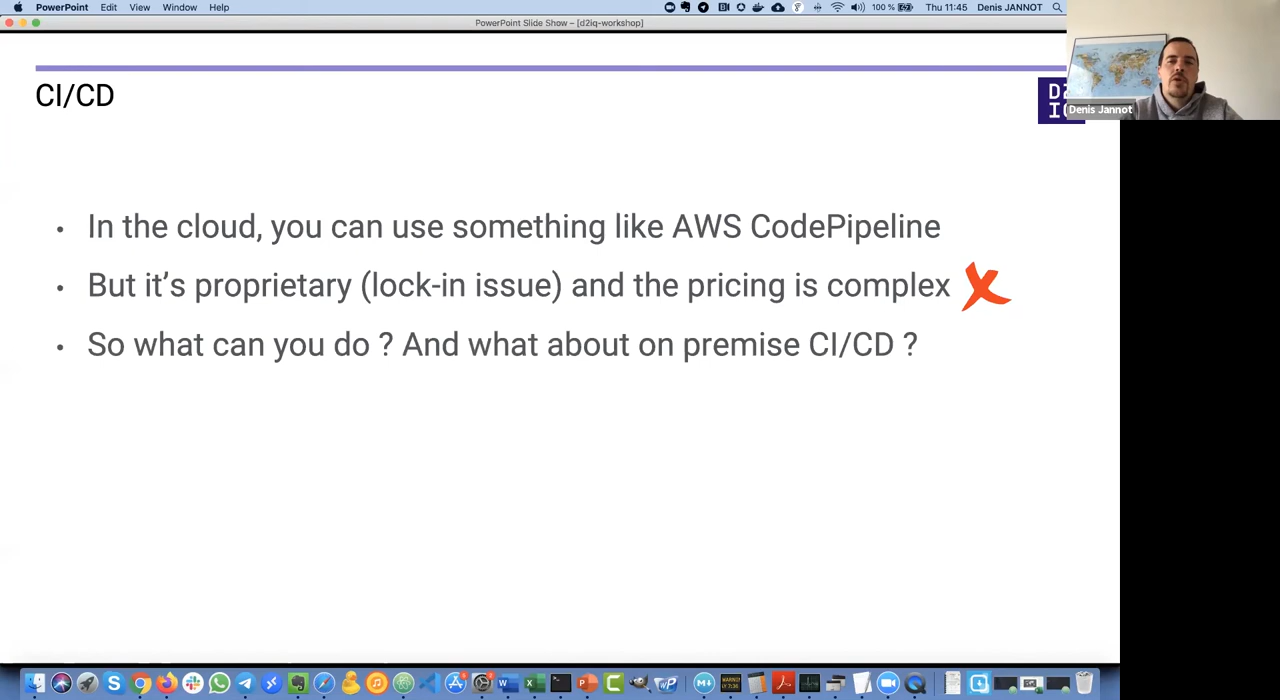 PowerPoint Edit View Window Help 100 % Thu 11:45 Denis JANNOT
PowerPoint Slide Show – [d2iq-workshop]
CI/CD
Denis Jannot
• In the cloud, you can use something like AWS CodePipeline
• But it’s proprietary (lock-in issue) and the pricing is complex
• So what can you do ? And what about on premise CI/CD ?